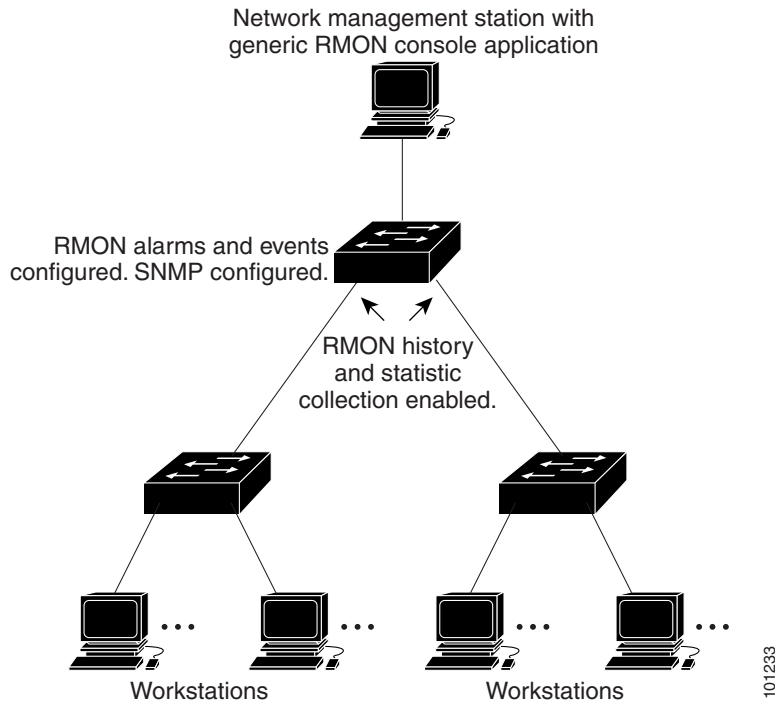 Network management station with
generic RMON console application
RMON alarms and events
configured. SNMP configured.
RMON history
and statistic
collection enabled.
Workstations
Workstations
101233